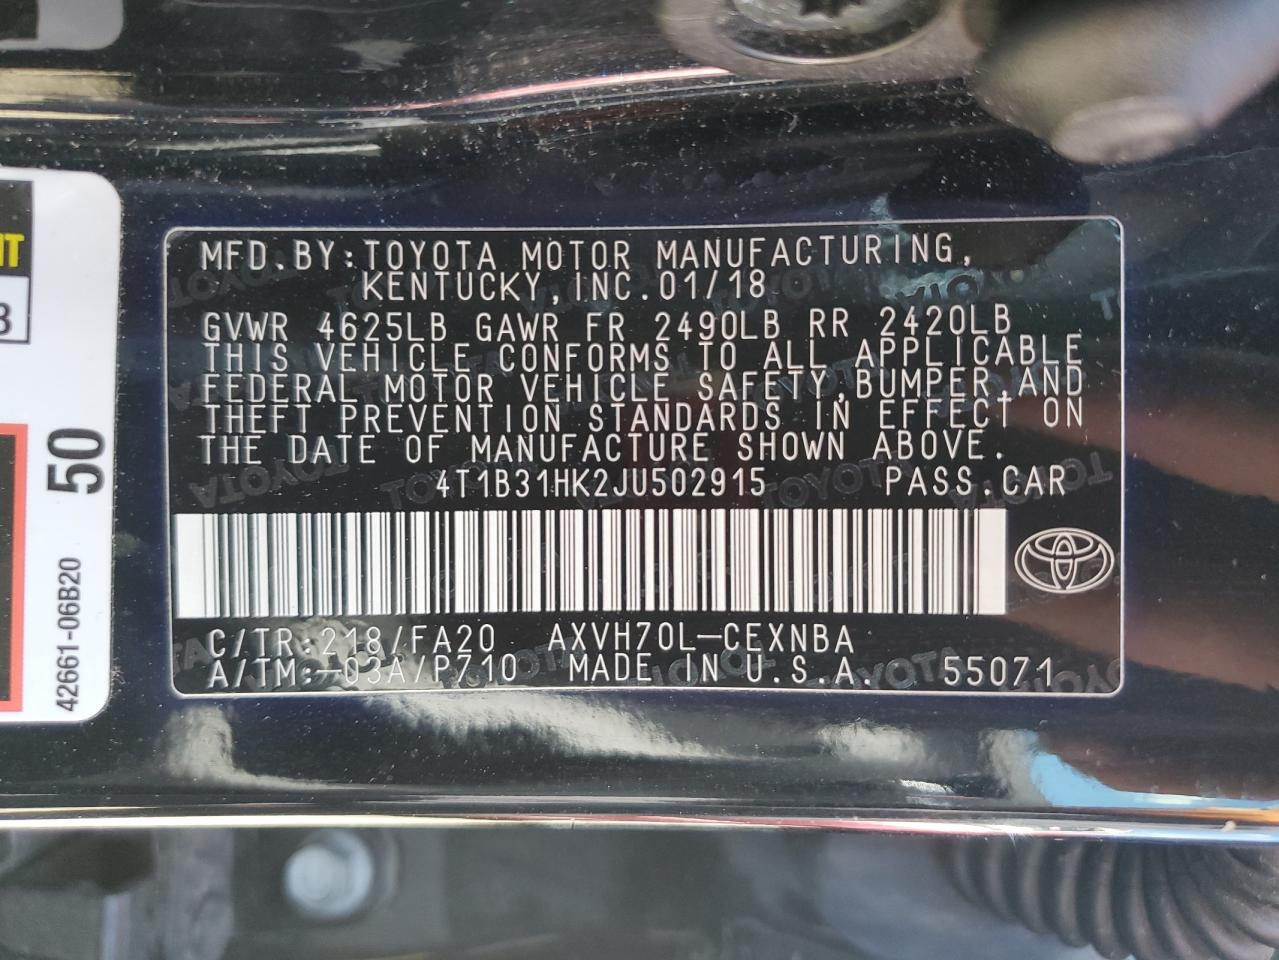 MFD.BY:TOYOTA MOTOR MANUFACTURING,
KENTUCKY,INC.01/18
GVWR 4625LB GAWR FR 2490LB RR 2420LB
THIS VEHICLE CONFORMS TO ALL APPLICABLE
FEDERAL MOTOR VEHICLE SAFETY,BUMPER,AND
THEFT PREVENTION STANDARDS IN EFFECT ON
THE DATE OF MANUFACTURE SHOWN ABOVE.
4T1B31HK2JU502915 PASS.CAR
C/TR:218/FA20 AXVH70L-CEXNBA
A/TM:-03A/P710 MADE IN U.S.A. 55071
50
42661-06B20